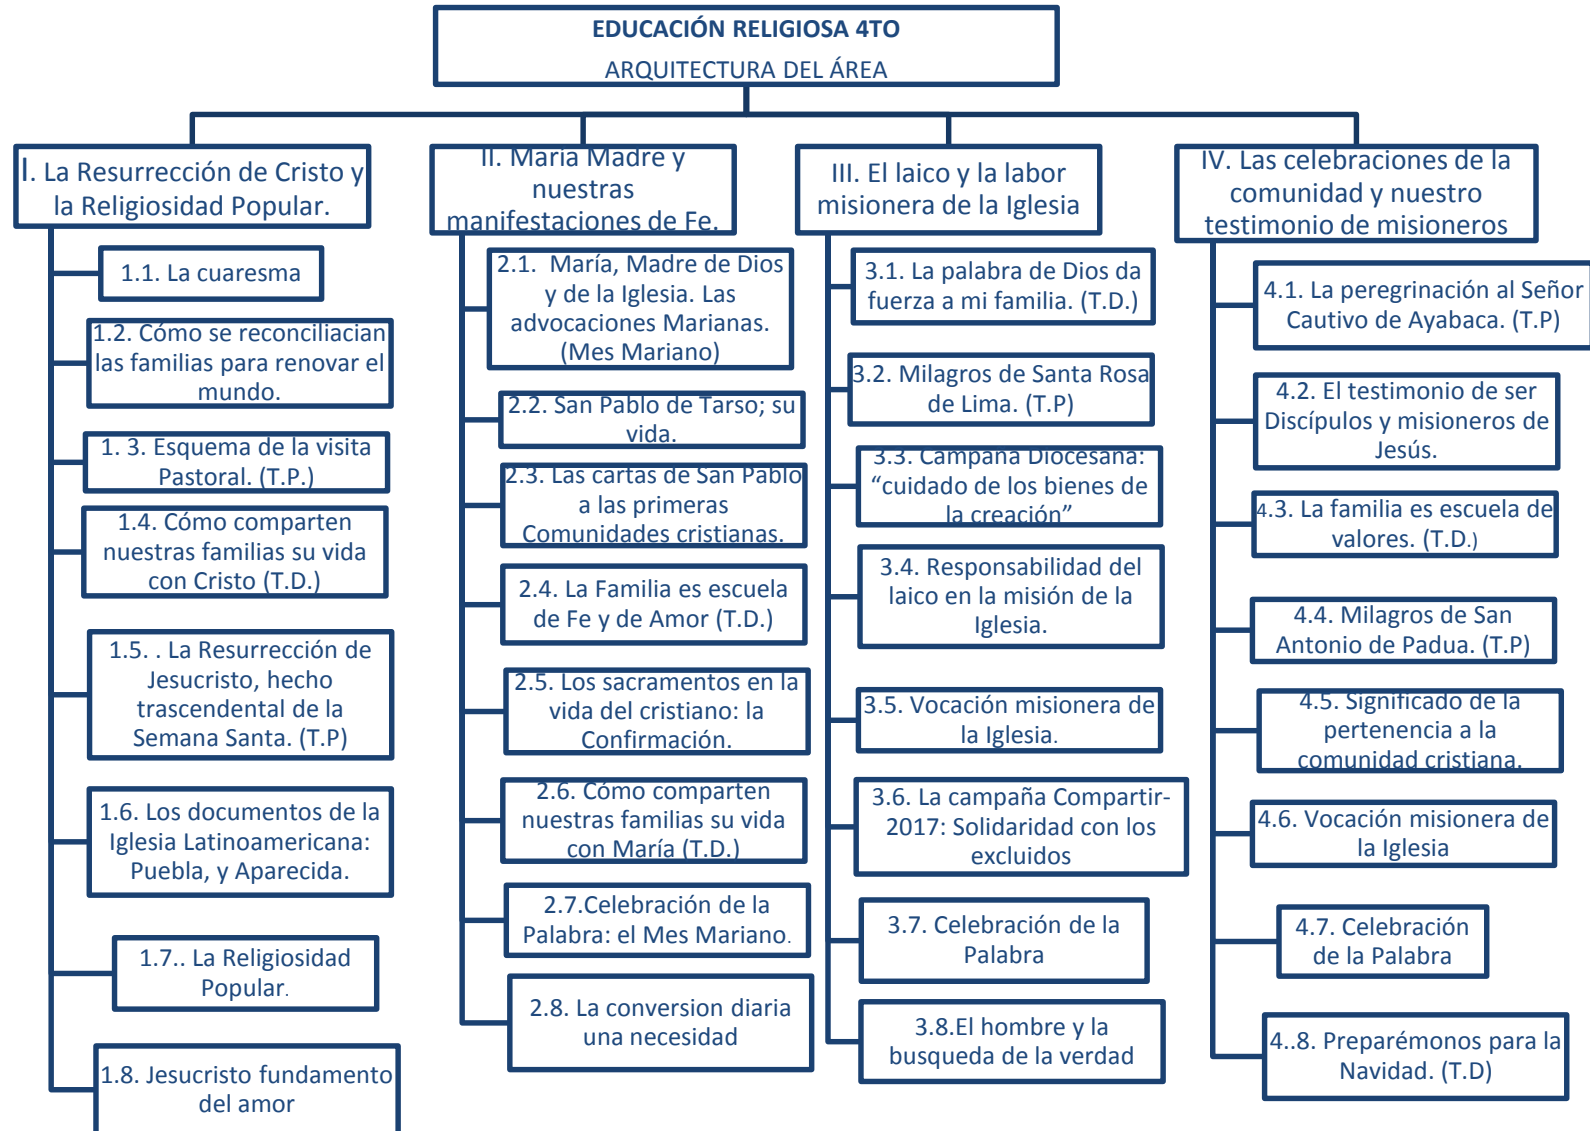 EDUCACIÓN RELIGIOSA 4TO
ARQUITECTURA DEL ÁREA
I. La Resurrección de Cristo y
la Religiosidad Popular.
1.1. La cuaresma
1.2. Cómo se reconciliacian
las familias para renovar el
mundo.
1. 3. Esquema de la visita
Pastoral. (T.P.)
1.4. Cómo comparten
nuestras familias su vida
con Cristo (T.D.)
1.5. . La Resurrección de
Jesucristo, hecho
trascendental de la
Semana Santa. (T.P)
1.6. Los documentos de la
Iglesia Latinoamericana:
Puebla, y Aparecida.
1.7.. La Religiosidad
Popular.
1.8. Jesucristo fundamento
del amor
II. María Madre y
nuestras
manifestaciones de Fe.
2.1. María, Madre de Dios
y de la Iglesia. Las
advocaciones Marianas.
(Mes Mariano)
2.2. San Pablo de Tarso; su
vida.
2.3. Las cartas de San Pablo
a las primeras
Comunidades cristianas.
2.4. La Familia es escuela
de Fe y de Amor (T.D.)
2.5. Los sacramentos en la
vida del cristiano: la
Confirmación.
2.6. Cómo comparten
nuestras familias su vida
con María (T.D.)
2.7.Celebración de la
Palabra: el Mes Mariano.
2.8. La conversion diaria
una necesidad
III. El laico y la labor
misionera de la Iglesia
3.1. La palabra de Dios da
fuerza a mi familia. (T.D.)
3.2. Milagros de Santa Rosa
de Lima. (T.P)
3.3. Campaña Diocesana:
“cuidado de los bienes de
la creación”
3.4. Responsabilidad del
laico en la misión de la
Iglesia.
3.5. Vocación misionera de
la Iglesia.
3.6. La campaña Compartir-
2017: Solidaridad con los
excluidos
3.7. Celebración de la
Palabra
3.8.El hombre y la
busqueda de la verdad
IV. Las celebraciones de la
comunidad y nuestro
testimonio de misioneros
4.1. La peregrinación al Señor
Cautivo de Ayabaca. (T.P)
4.2. El testimonio de ser
Discípulos y misioneros de
Jesús.
4.3. La familia es escuela de
valores. (T.D.)
4.4. Milagros de San
Antonio de Padua. (T.P)
4.5. Significado de la
pertenencia a la
comunidad cristiana.
4.6. Vocación misionera de
la Iglesia
4.7. Celebración
de la Palabra
4..8. Preparémonos para la
Navidad. (T.D)